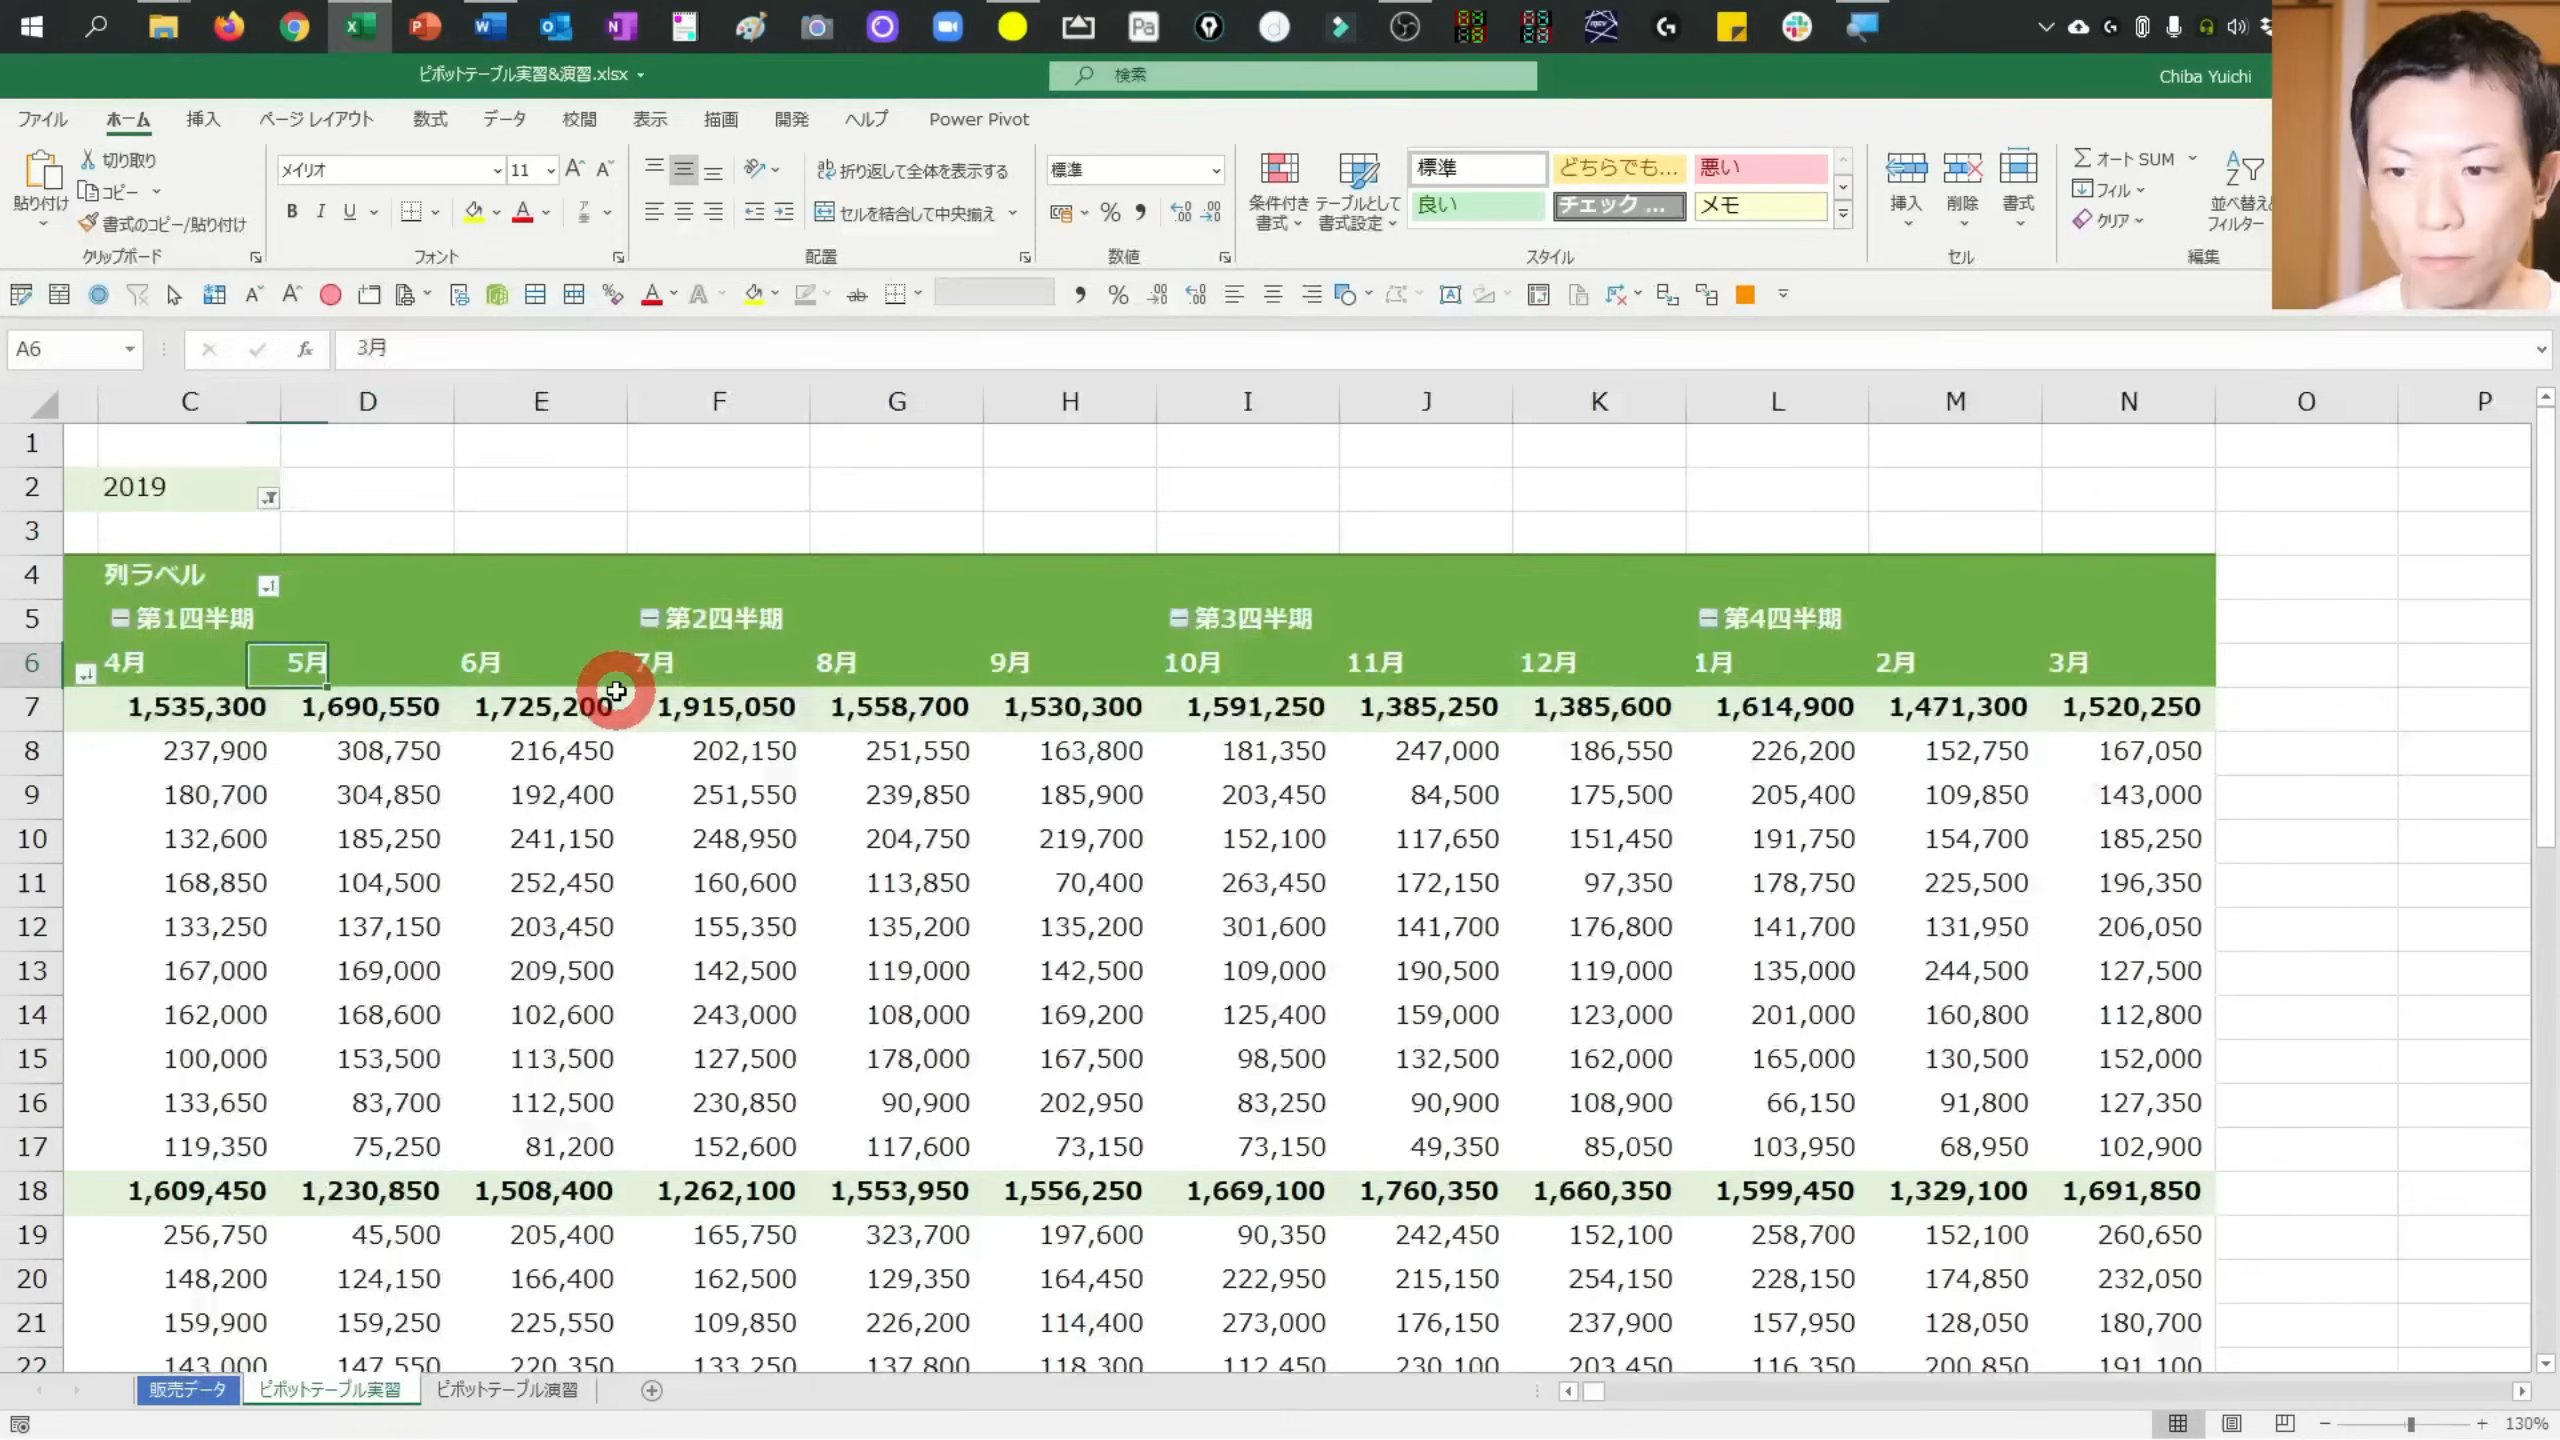 ピボットテーブル実習&演習.xlsx
検索
Chiba Yuichi
ファイル ホーム 挿入 ページ レイアウト 数式 データ 校閲 表示 描画 開発 ヘルプ Power Pivot
貼り付け 切り取り コピー 書式のコピー/貼り付け クリップボード
メイリオ 11 B I U フォント
折り返して全体を表示する セルを結合して中央揃え 配置
標準 % 数値
条件付き書式 テーブルとして書式設定 標準 どちらでも... 悪い 良い チェック ... メモ スタイル
挿入 削除 書式 セル
オート SUM フィル クリア 並べ替え フィルター 編集
A6 fx 3月
C D E F G H I J K L M N O P
1
2 2019
3
4 列ラベル
5 第1四半期 第2四半期 第3四半期 第4四半期
6 4月 5月 6月 7月 8月 9月 10月 11月 12月 1月 2月 3月
7 1,535,300 1,690,550 1,725,200 1,915,050 1,558,700 1,530,300 1,591,250 1,385,250 1,385,600 1,614,900 1,471,300 1,520,250
8 237,900 308,750 216,450 202,150 251,550 163,800 181,350 247,000 186,550 226,200 152,750 167,050
9 180,700 304,850 192,400 251,550 239,850 185,900 203,450 84,500 175,500 205,400 109,850 143,000
10 132,600 185,250 241,150 248,950 204,750 219,700 152,100 117,650 151,450 191,750 154,700 185,250
11 168,850 104,500 252,450 160,600 113,850 70,400 263,450 172,150 97,350 178,750 225,500 196,350
12 133,250 137,150 203,450 155,350 135,200 135,200 301,600 141,700 176,800 141,700 131,950 206,050
13 167,000 169,000 209,500 142,500 119,000 142,500 109,000 190,500 119,000 135,000 244,500 127,500
14 162,000 168,600 102,600 243,000 108,000 169,200 125,400 159,000 123,000 201,000 160,800 112,800
15 100,000 153,500 113,500 127,500 178,000 167,500 98,500 132,500 162,000 165,000 130,500 152,000
16 133,650 83,700 112,500 230,850 90,900 202,950 83,250 90,900 108,900 66,150 91,800 127,350
17 119,350 75,250 81,200 152,600 117,600 73,150 73,150 49,350 85,050 103,950 68,950 102,900
18 1,609,450 1,230,850 1,508,400 1,262,100 1,553,950 1,556,250 1,669,100 1,760,350 1,660,350 1,599,450 1,329,100 1,691,850
19 256,750 45,500 205,400 165,750 323,700 197,600 90,350 242,450 152,100 258,700 152,100 260,650
20 148,200 124,150 166,400 162,500 129,350 164,450 222,950 215,150 254,150 228,150 174,850 232,050
21 159,900 159,250 225,550 109,850 226,200 114,400 273,000 176,150 237,900 157,950 128,050 180,700
22 143,000 147,550 220,350 133,250 137,800 118,300 112,450 230,100 203,450 116,350 200,850 191,100
販売データ ピボットテーブル実習 ピボットテーブル演習
130%